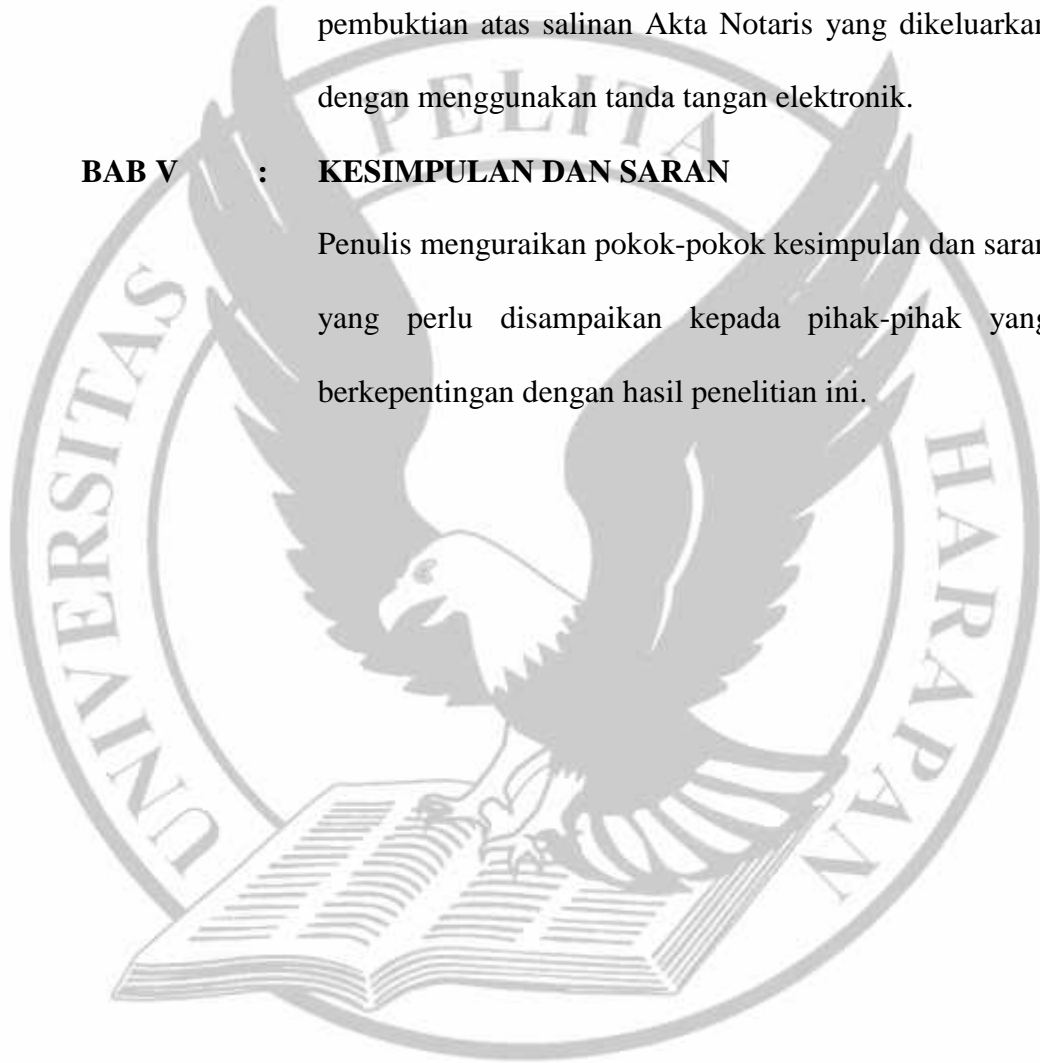 pembuktian atas salinan Akta Notaris yang dikeluarkan
dengan menggunakan tanda tangan elektronik.
BAB V : KESIMPULAN DAN SARAN
Penulis menguraikan pokok-pokok kesimpulan dan saran
yang perlu disampaikan kepada pihak-pihak yang
berkepentingan dengan hasil penelitian ini.
UNIVERSITAS PELITA HARAPAN